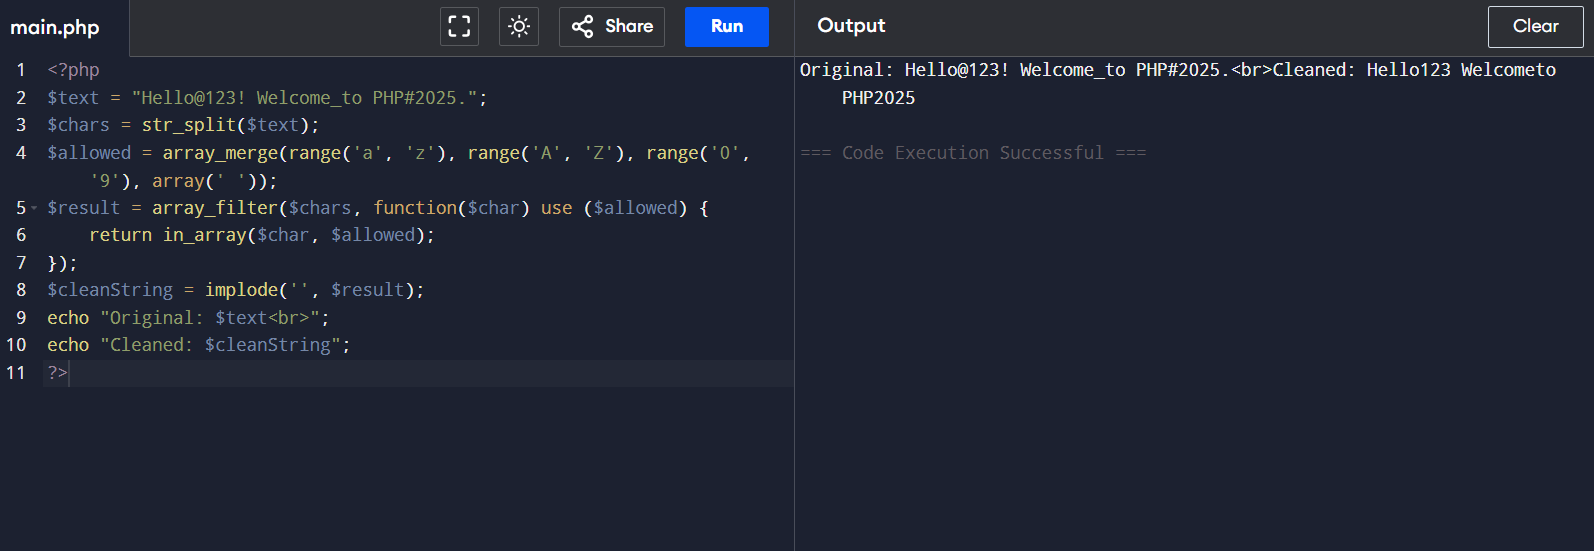 main.php
Share
Run
Output
Clear
1 <?php
2 $text = "Hello@123! Welcome_to PHP#2025.";
3 $chars = str_split($text);
4 $allowed = array_merge(range('a', 'z'), range('A', 'Z'), range('0',
'9'), array(' '));
5 $result = array_filter($chars, function($char) use ($allowed) {
6     return in_array($char, $allowed);
7 });
8 $cleanString = implode('', $result);
9 echo "Original: $text<br>";
10 echo "Cleaned: $cleanString";
11 ?>
Original: Hello@123! Welcome_to PHP#2025.<br>Cleaned: Hello123 Welcometo
PHP2025
=== Code Execution Successful ===